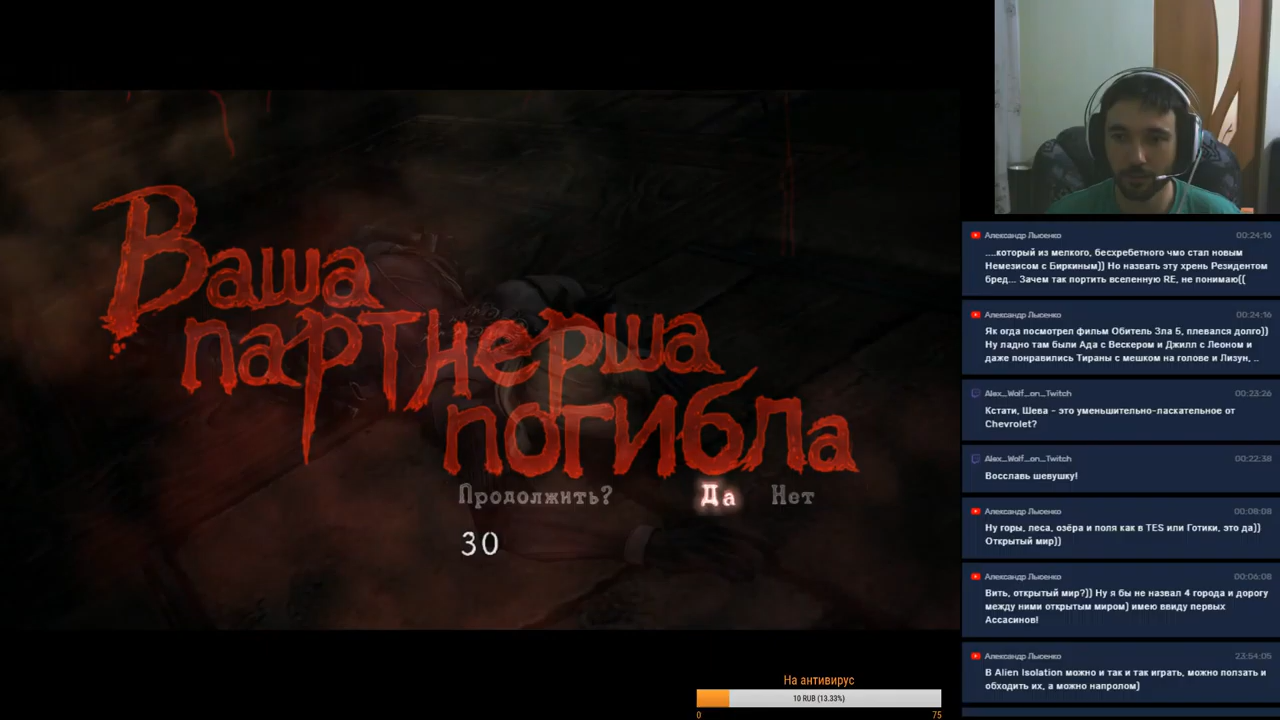 Ваша
партнерша
погибла
Продолжить? Да Нет
30
Александр Лысенко 00:24:16
....который из мелкого, бесхребетного чмо стал новым
Немезисом с Биркиным)) Но назвать эту хрень Резидентом
бред... Зачем так портить вселенную RE, не понимаю((
Александр Лысенко 00:24:16
Як огда посмотрел фильм Обитель Зла 5, плевался долго))
Ну ладно там были Ада с Вескером и Джилл с Леоном и
даже понравились Тираны с мешком на голове и Лизун, ..
Alex_Wolf_on_Twitch 00:23:26
Кстати, Шева - это уменьшительно-ласкательное от
Chevrolet?
Alex_Wolf_on_Twitch 00:22:38
Восславь шевушку!
Александр Лысенко 00:08:08
Ну горы, леса, озёра и поля как в TES или Готики, это да))
Открытый мир))
Александр Лысенко 00:06:08
Вить, открытый мир?)) Ну я бы не назвал 4 города и дорогу
между ними открытым миром) имею ввиду первых
Ассасинов!
Александр Лысенко 23:54:05
В Alien Isolation можно и так и так играть, можно ползать и
обходить их, а можно напролом)
На антивирус
10 RUB (13.33%)
0 75